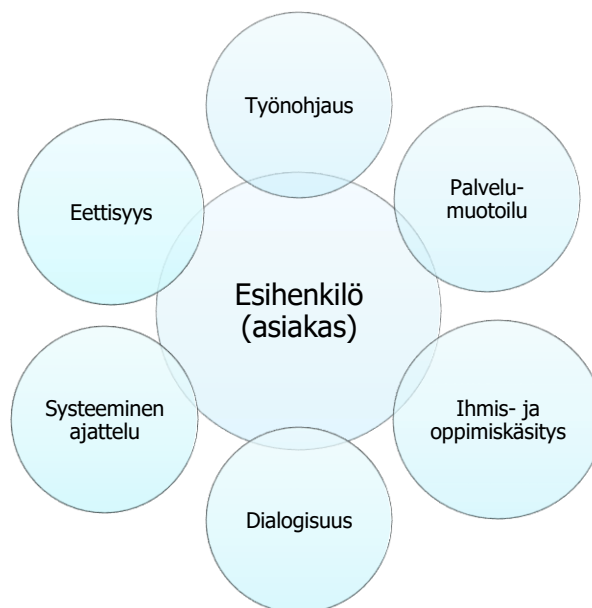 Työnohjaus
Palvelu-
muotoilu
Eettisyys
Esihenkilö
(asiakas)
Systeeminen
ajattelu
Ihmis- ja
oppimiskäsitys
Dialogisuus